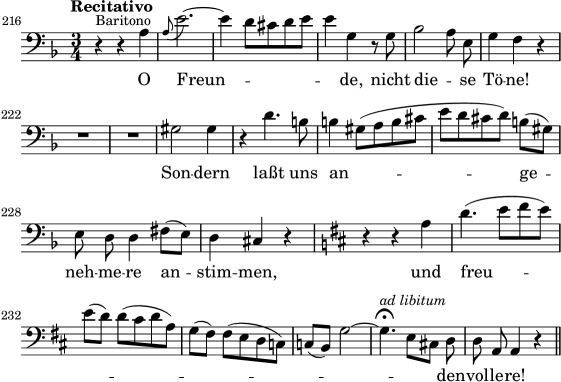 Recitativo
216 Baritono
O Freun - - - de, nicht die - se Tö - ne!
222
Son - dern laßt uns an - - - ge -
228
neh - me - re an - stim - men, und freu - -
232 ad libitum
- - - - - denvollere!